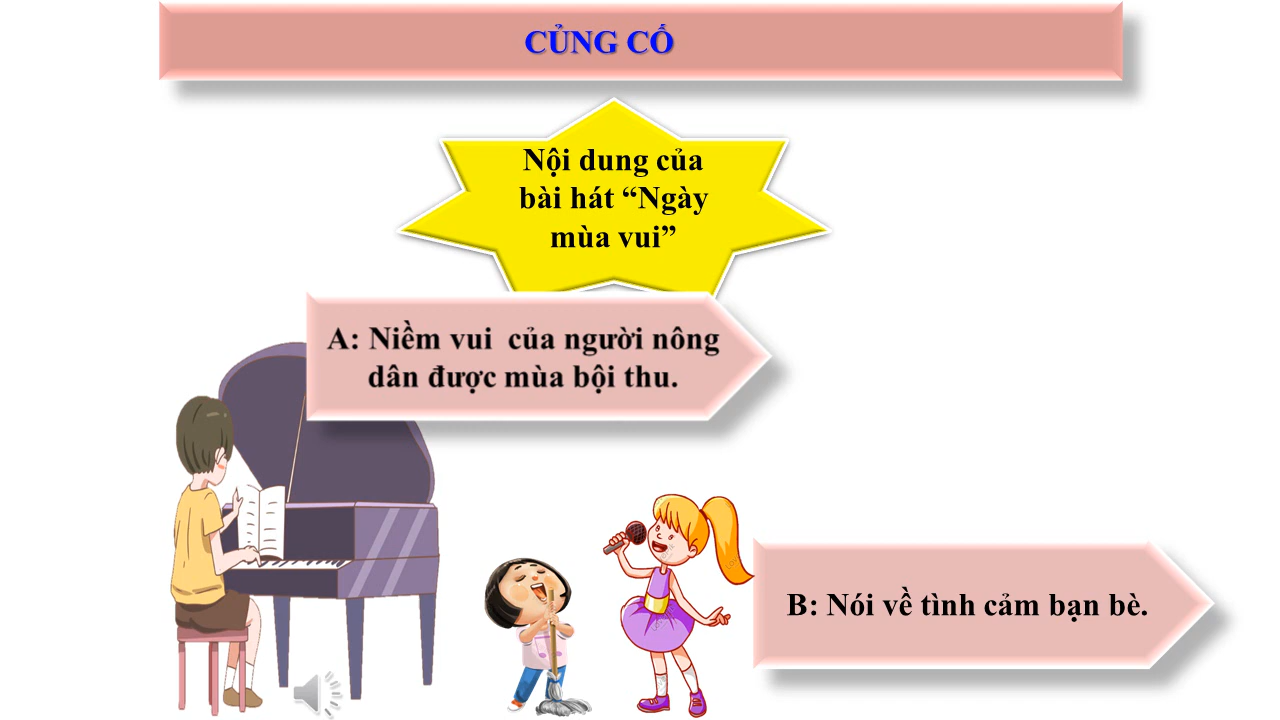 CỦNG CỐ
Nội dung của
bài hát “Ngày
mùa vui”
A: Niềm vui của người nông
dân được mùa bội thu.
B: Nói về tình cảm bạn bè.